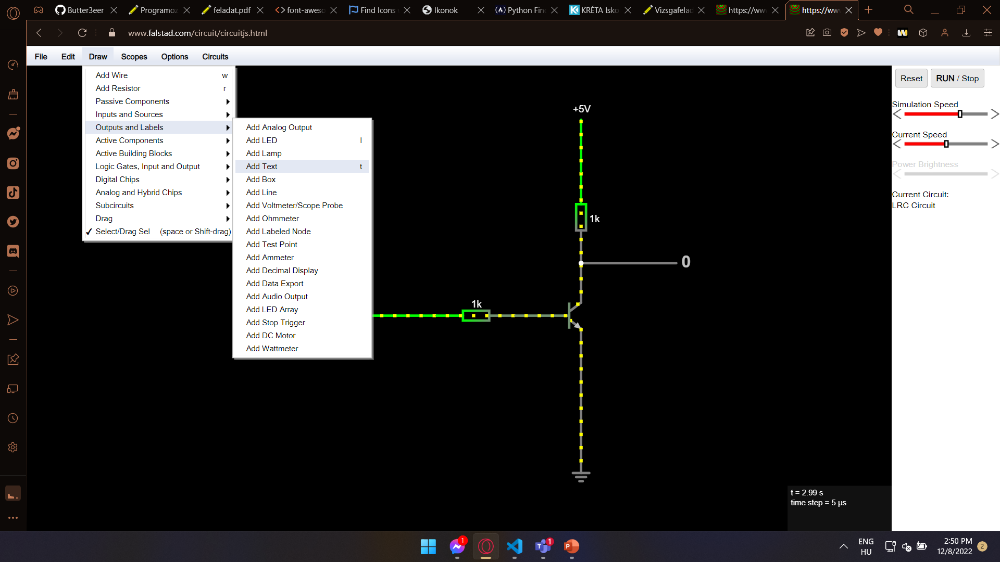 Butter3eer
Programoz
feladat.pdf
font-aweso
Find Icons
Ikonok
Python Fin
KRÉTA Isko
Vizsgafelad
https://ww
https://ww
www.falstad.com/circuit/circuitjs.html
File Edit Draw Scopes Options Circuits
Add Wire w
Add Resistor r
Passive Components
Inputs and Sources
Outputs and Labels
Active Components
Active Building Blocks
Logic Gates, Input and Output
Digital Chips
Analog and Hybrid Chips
Subcircuits
Drag
Select/Drag Sel (space or Shift-drag)
Add Analog Output
Add LED l
Add Lamp
Add Text t
Add Box
Add Line
Add Voltmeter/Scope Probe
Add Ohmmeter
Add Labeled Node
Add Test Point
Add Ammeter
Add Decimal Display
Add Data Export
Add Audio Output
Add LED Array
Add Stop Trigger
Add DC Motor
Add Wattmeter
+5V
1k
0
1k
Reset
RUN / Stop
Simulation Speed
Current Speed
Power Brightness
Current Circuit:
LRC Circuit
t = 2.99 s
time step = 5 μs
1
1
ENG
HU
2:50 PM
12/8/2022
2